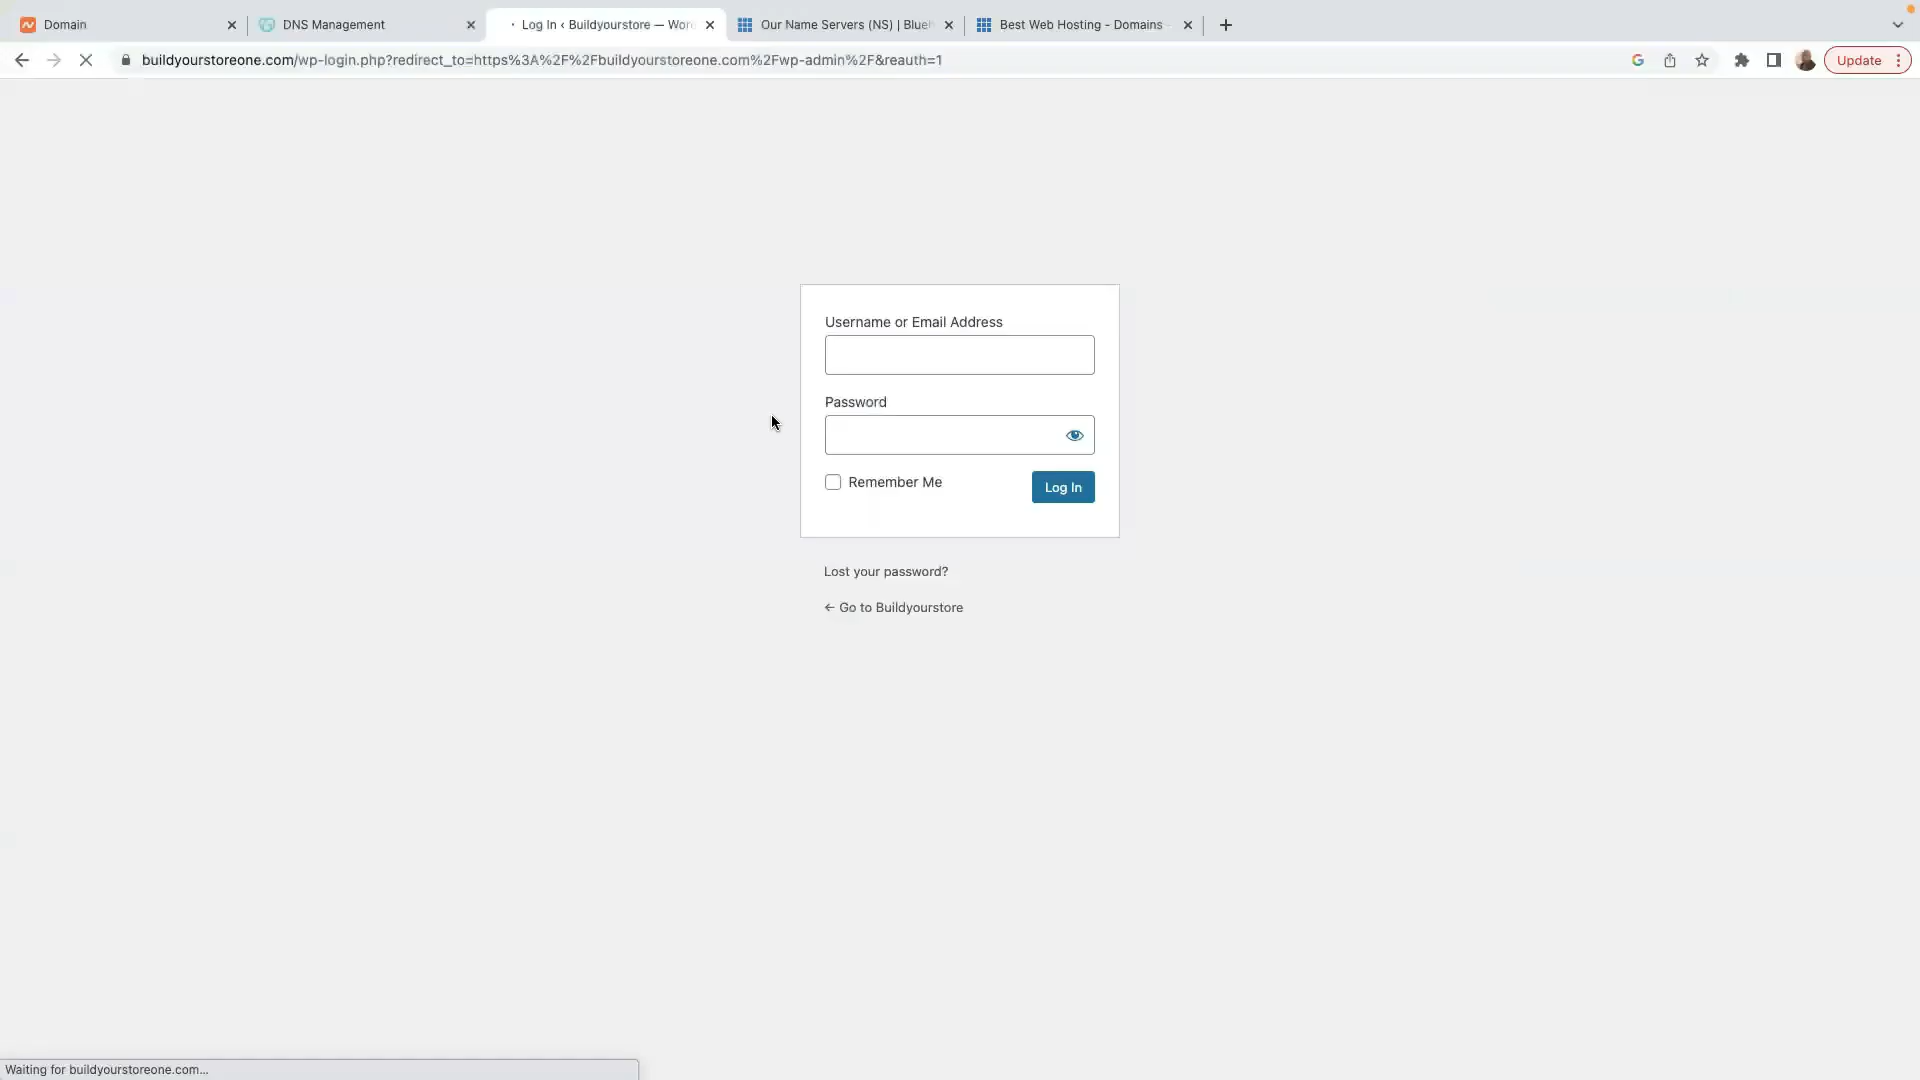 Domain
DNS Management
Log In ‹ Buildyourstore — Wor
Our Name Servers (NS) | Blueh
Best Web Hosting - Domains -
buildyourstoreone.com/wp-login.php?redirect_to=https%3A%2F%2Fbuildyourstoreone.com%2Fwp-admin%2F&reauth=1
Update
Username or Email Address
Password
Remember Me
Log In
Lost your password?
← Go to Buildyourstore
Waiting for buildyourstoreone.com...